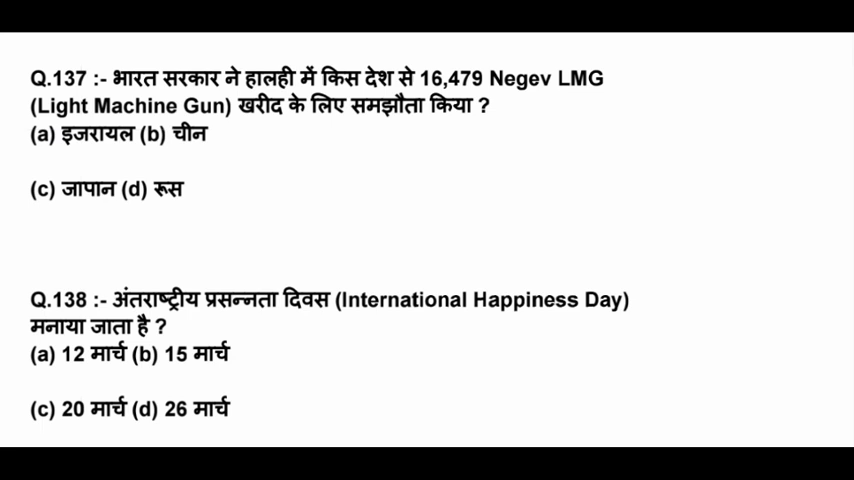 Q.137 :- भारत सरकार ने हालही में किस देश से 16,479 Negev LMG
(Light Machine Gun) खरीद के लिए समझौता किया ?
(a) इजरायल (b) चीन
(c) जापान (d) रूस
Q.138 :- अंतराष्ट्रीय प्रसन्नता दिवस (International Happiness Day)
मनाया जाता है ?
(a) 12 मार्च (b) 15 मार्च
(c) 20 मार्च (d) 26 मार्च